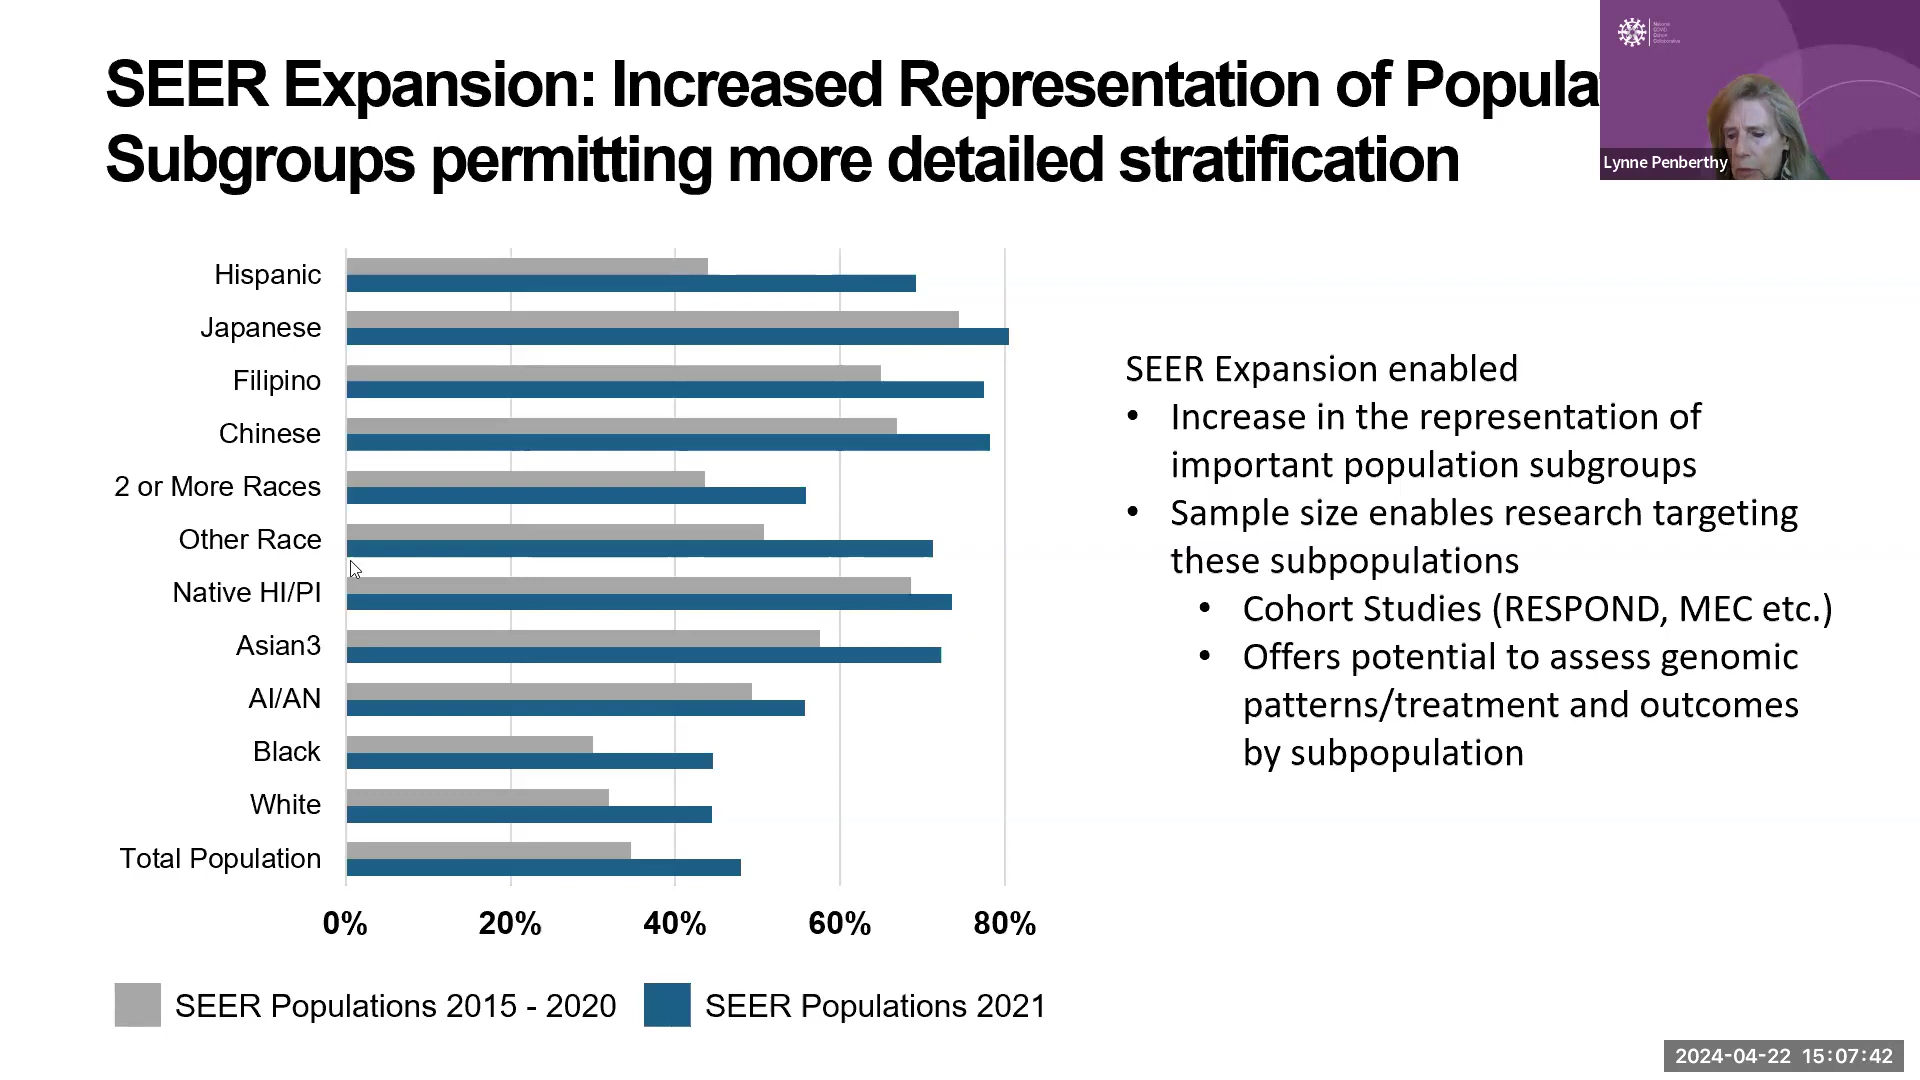 SEER Expansion: Increased Representation of Popula
Subgroups permitting more detailed stratification
National
COVID
Cohort
Collaborative
Lynne Penberthy
Hispanic
Japanese
Filipino
Chinese
2 or More Races
Other Race
Native HI/PI
Asian3
AI/AN
Black
White
Total Population
0% 20% 40% 60% 80%
SEER Populations 2015 - 2020 SEER Populations 2021
SEER Expansion enabled
• Increase in the representation of
important population subgroups
• Sample size enables research targeting
these subpopulations
• Cohort Studies (RESPOND, MEC etc.)
• Offers potential to assess genomic
patterns/treatment and outcomes
by subpopulation
2024-04-22 15:07:42